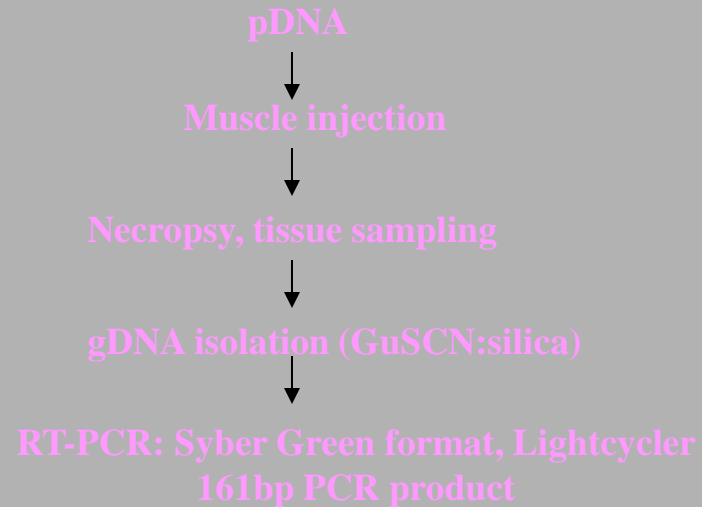 pDNA
Muscle injection
Necropsy, tissue sampling
gDNA isolation (GuSCN:silica)
RT-PCR: Syber Green format, Lightcycler
161bp PCR product